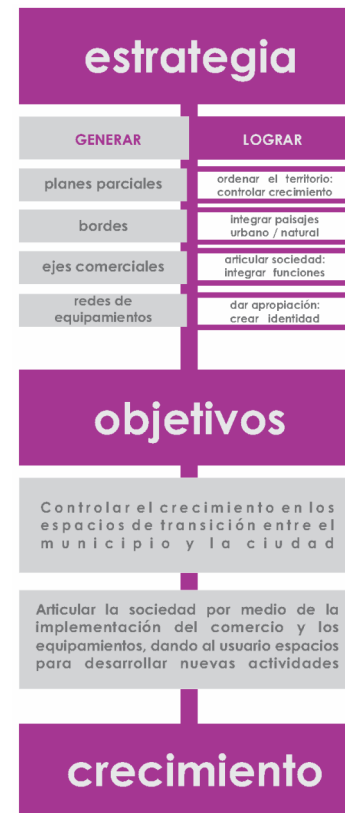 estrategia
GENERAR
LOGRAR
planes parciales
ordenar el territorio:
controlar crecimiento
bordes
integrar paisajes
urbano / natural
ejes comerciales
articular sociedad:
integrar funciones
redes de
equipamientos
dar apropiación:
crear identidad
objetivos
Controlar el crecimiento en los
espacios de transición entre el
municipio y la ciudad
Articular la sociedad por medio de la
implementación del comercio y los
equipamientos, dando al usuario espacios
para desarrollar nuevas actividades
crecimiento